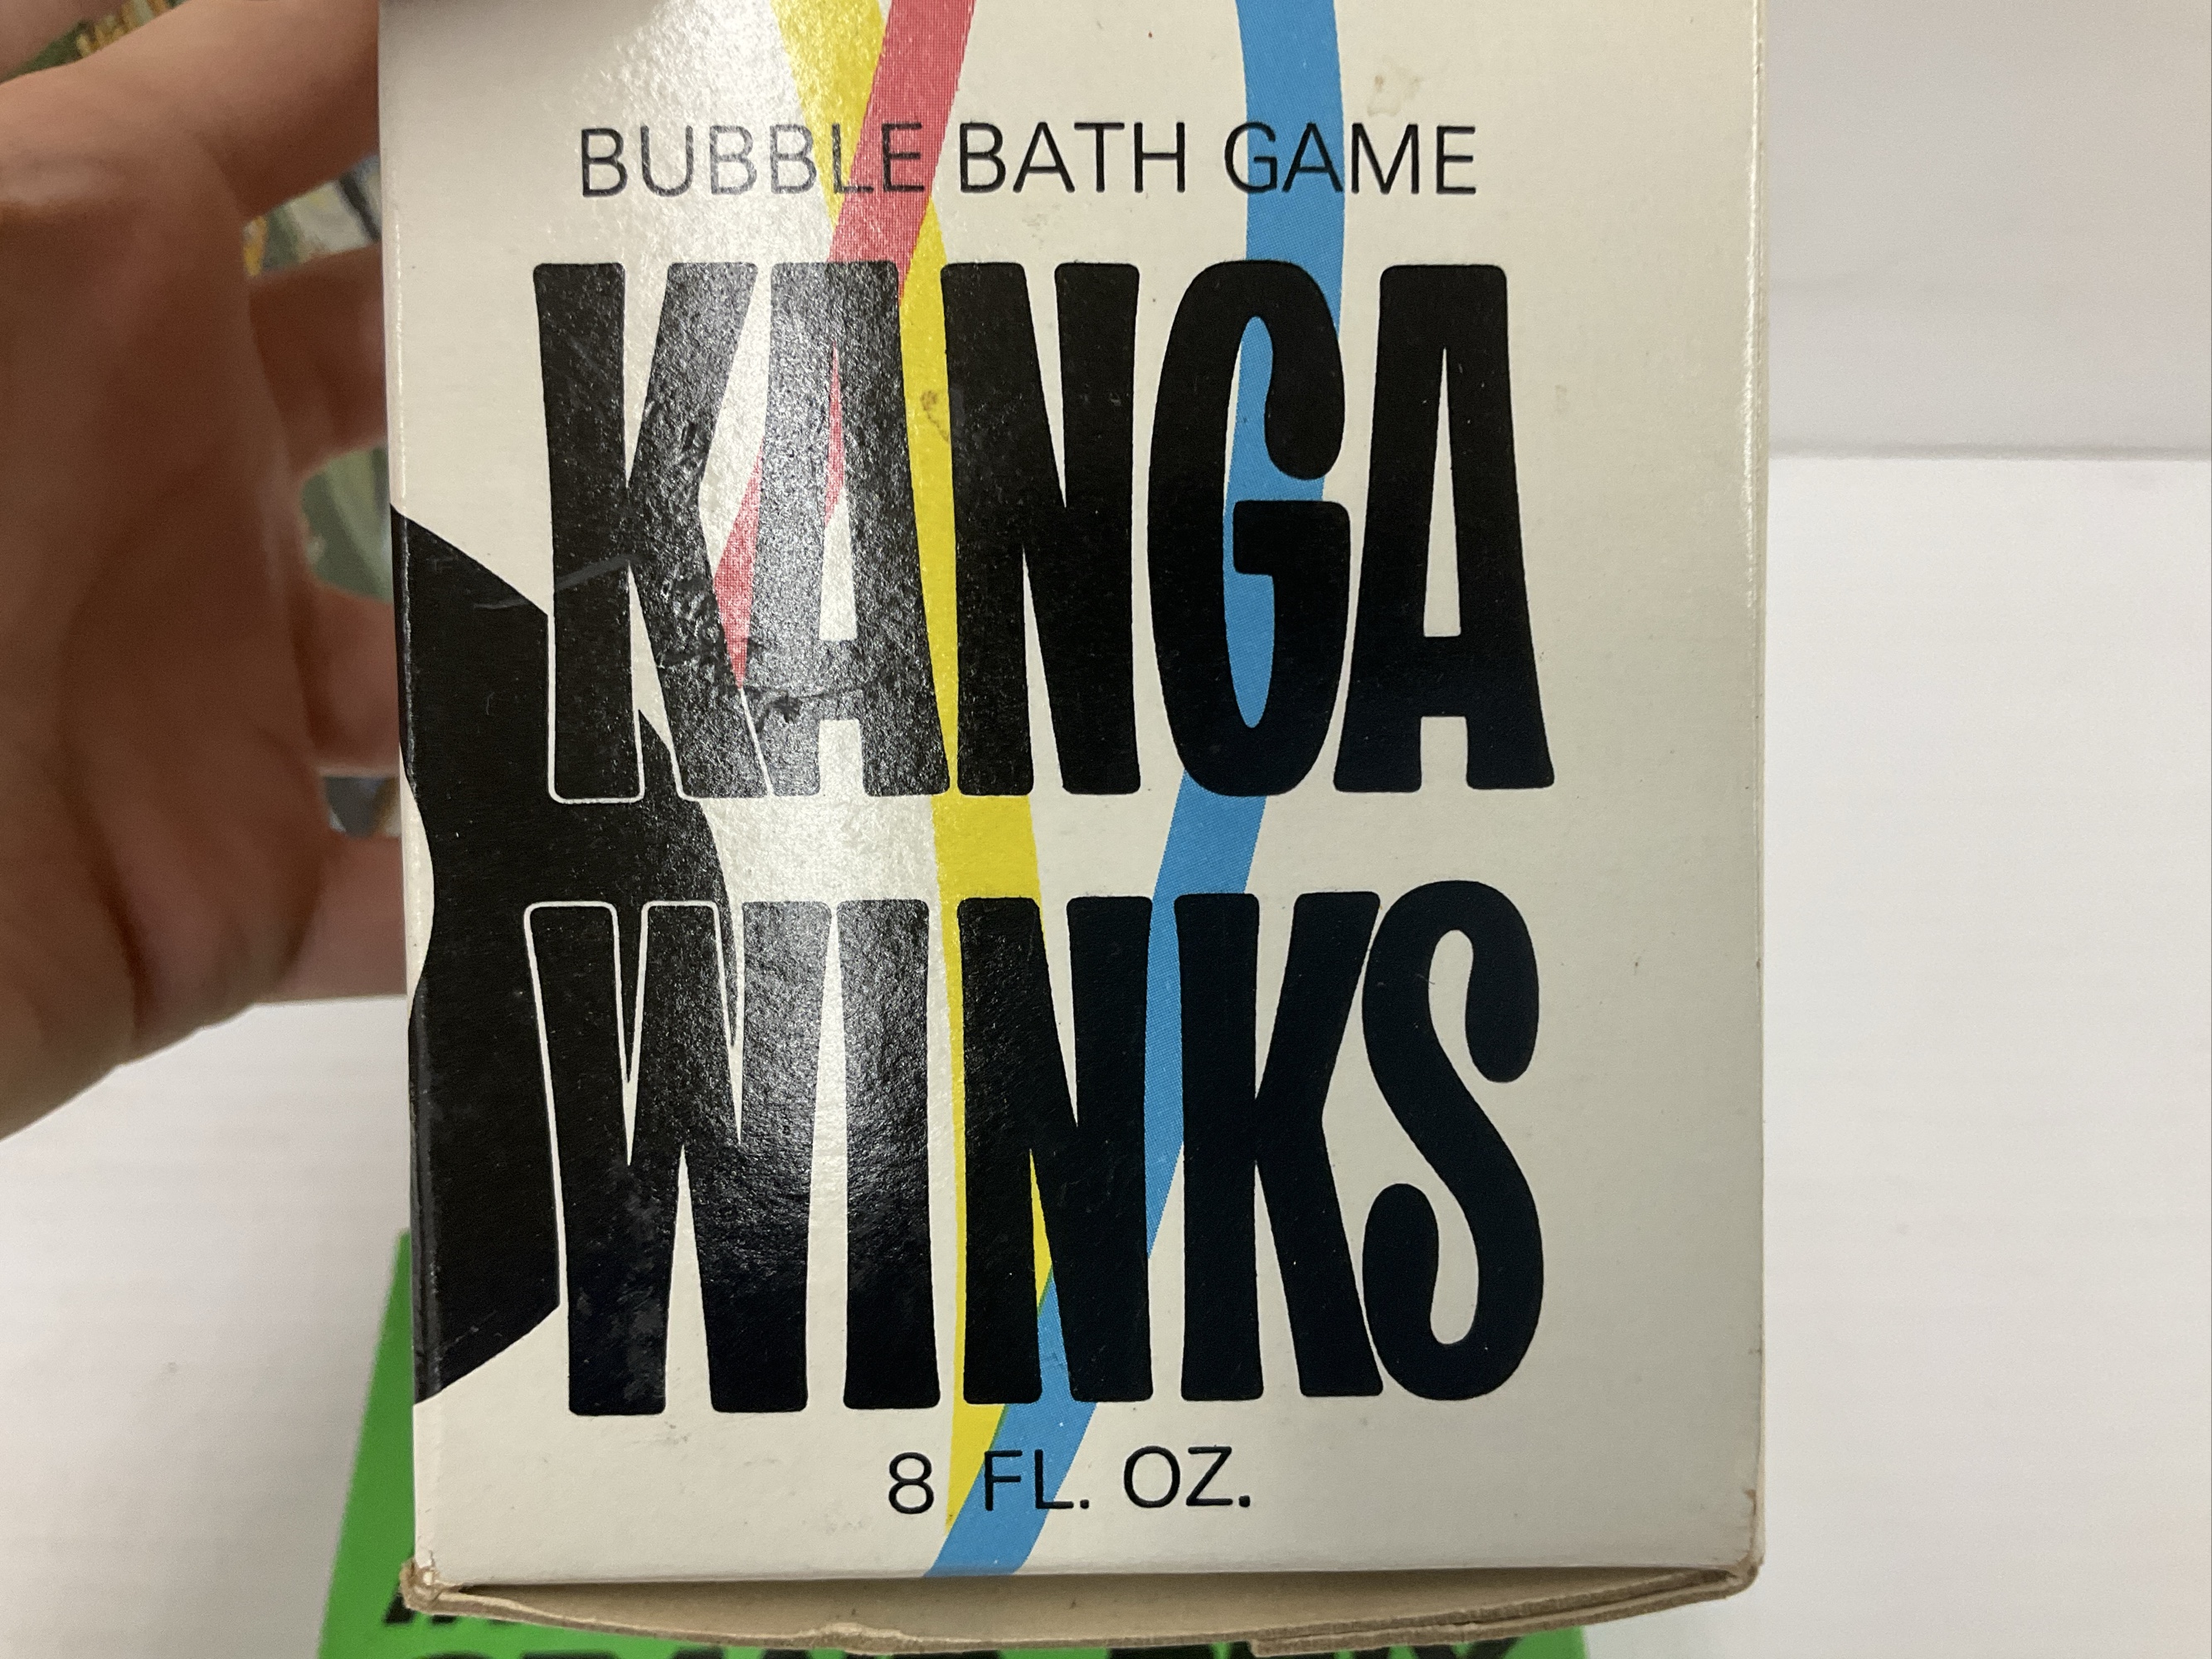 BUBBLE BATH GAME
KANGA
WINKS
8 FL. OZ.